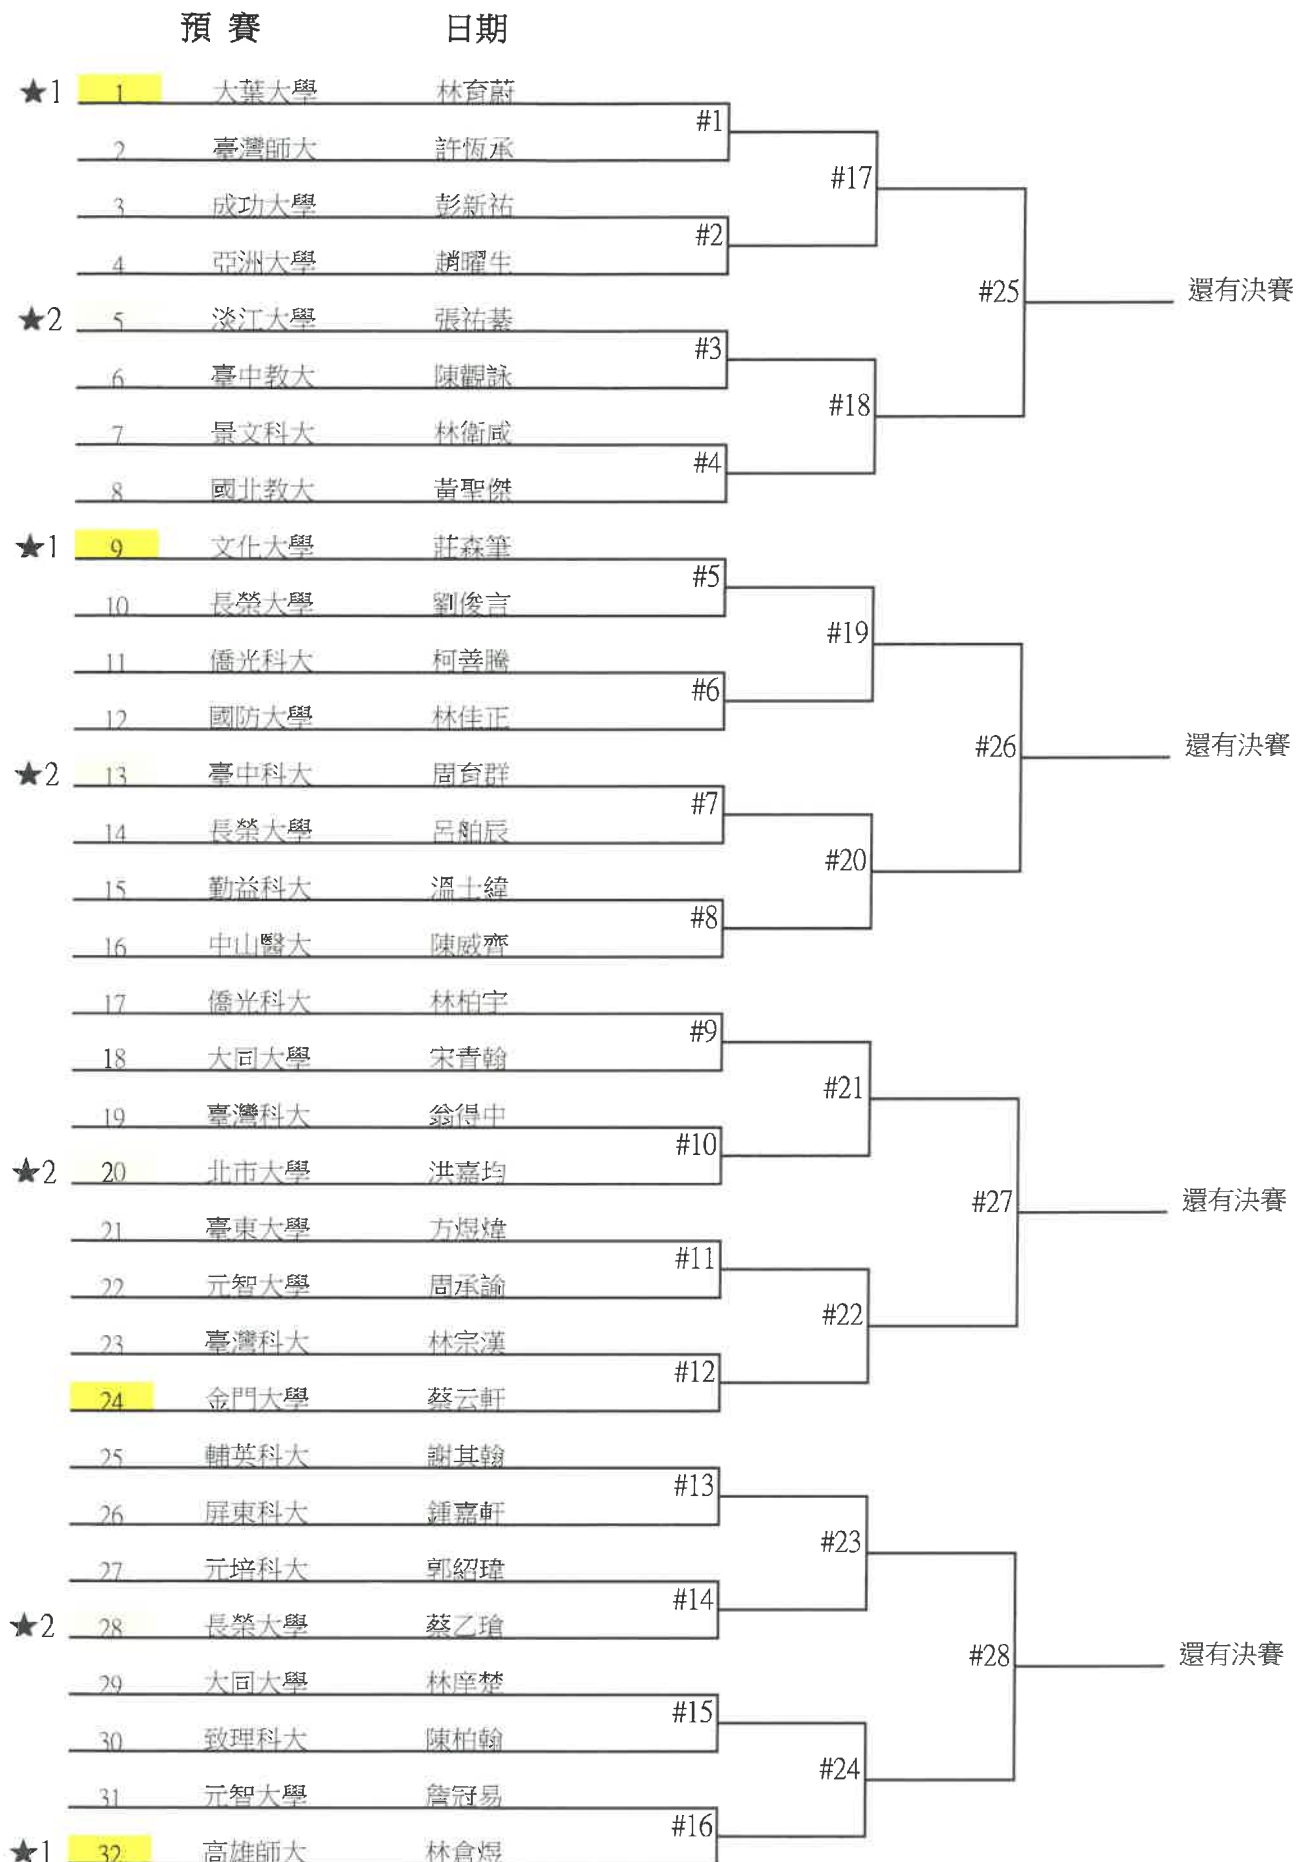 預 賽 日期
★1 1 大葉大學 林育蔚
#1
2 臺灣師大 許恆承
#17
3 成功大學 彭新祐
#2
4 亞洲大學 趙曜生
#25 還有決賽
★2 5 淡江大學 張祐綦
#3
6 臺中教大 陳觀詠
#18
7 景文科大 林衛咸
#4
8 國北教大 黃聖傑
★1 9 文化大學 莊森筆
#5
10 長榮大學 劉俊言
#19
11 僑光科大 柯善騰
#6
12 國防大學 林佳正
#26 還有決賽
★2 13 臺中科大 周育群
#7
14 長榮大學 呂舶辰
#20
15 勤益科大 溫士緯
#8
16 中山醫大 陳威齊
17 僑光科大 林柏宇
#9
18 大同大學 宋青翰
#21
19 臺灣科大 翁得中
#10
★2 20 北市大學 洪嘉均
#27 還有決賽
21 臺東大學 方煜煒
#11
22 元智大學 周承諭
#22
23 臺灣科大 林宗漢
#12
24 金門大學 蔡云軒
25 輔英科大 謝其翰
#13
26 屏東科大 鍾嘉軒
#23
27 元培科大 郭紹瑋
#14
★2 28 長榮大學 蔡乙瑲
#28 還有決賽
29 大同大學 林庠楚
#15
30 致理科大 陳柏翰
#24
31 元智大學 詹冠易
#16
★1 32 高雄師大 林倉煜